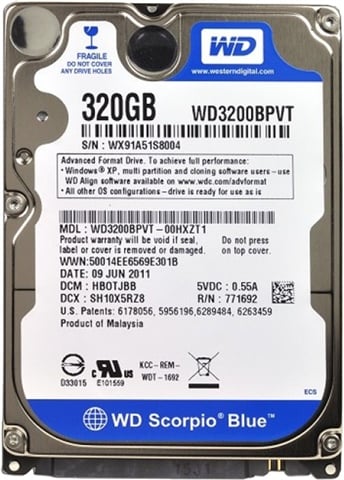 FRAGILE
DO NOT COVER
ANY DRIVE HOLES
WD
www.westerndigital.com
320GB WD3200BPVT
S/N : WX91A51S8004
Advanced Format Drive. To achieve full performance:
• Windows® XP, multi partition and cloning software users – use
WD Align software available on www.wdc.com/advformat
• All other OS configurations – drive is ready for use as is
MDL : WD3200BPVT-00HXZT1
Product warranty will be void if seal,
label, or cover is removed or damaged.
Press on top of cover.
Do not press on top cover.
WWN:50014EE6569E301B
DATE: 09 JUN 2011
DCM: HBOTJBB 5VDC : 0.55A
DCX: SH10X5RZ8 R/N : 771692
U.S. Patents: 6178056, 5956196,6289484, 6263459
Product of Malaysia
D33015
E101559
KCC-REM-
WDT-1692
ECS
WD Scorpio® Blue™